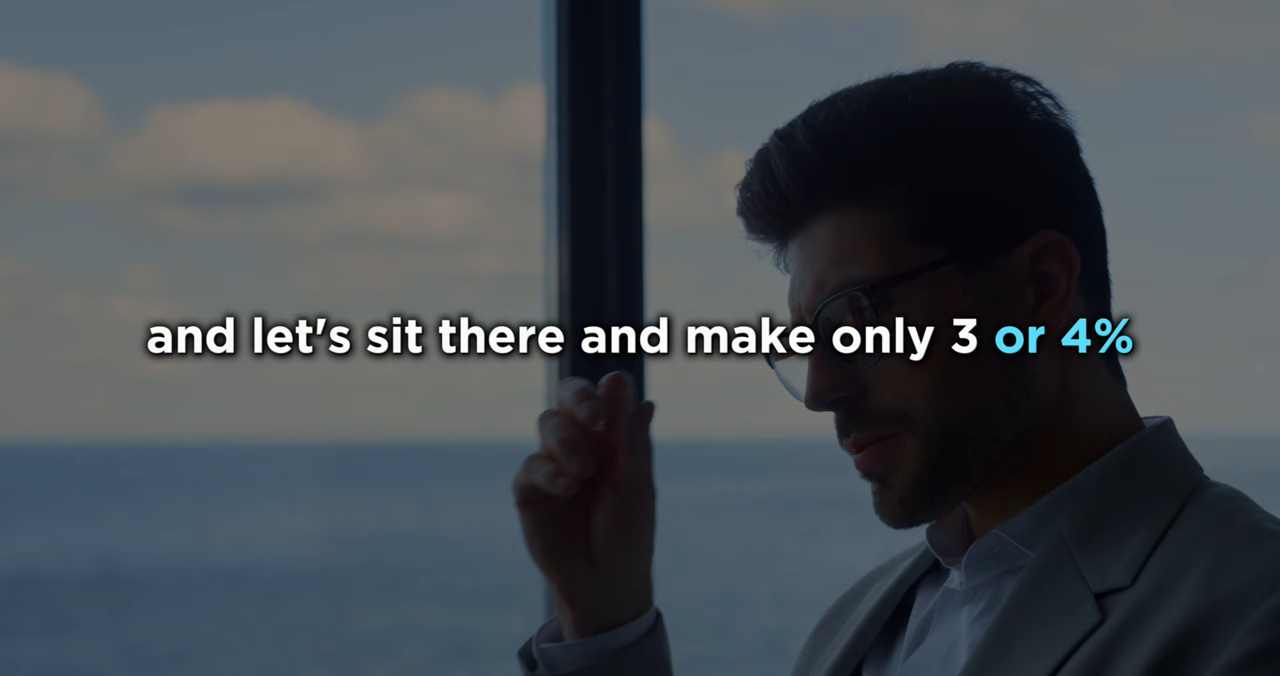 and let's sit there and make only 3 or 4%